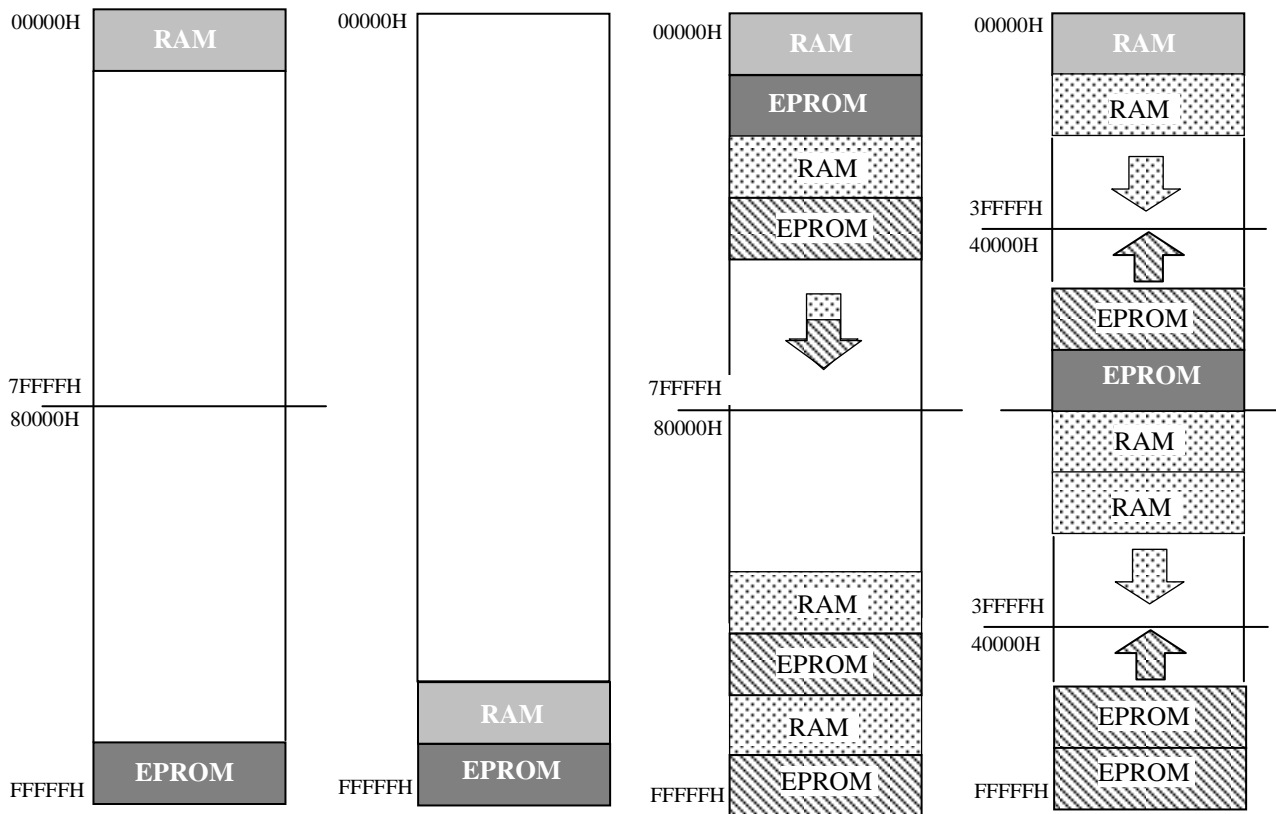 00000H
RAM
7FFFFH
80000H
EPROM
FFFFFH
00000H
RAM
EPROM
FFFFFH
00000H
RAM
EPROM
RAM
EPROM
7FFFFH
80000H
RAM
EPROM
RAM
EPROM
FFFFFH
00000H
RAM
RAM
3FFFFH
40000H
EPROM
EPROM
RAM
RAM
3FFFFH
40000H
EPROM
EPROM
FFFFFH